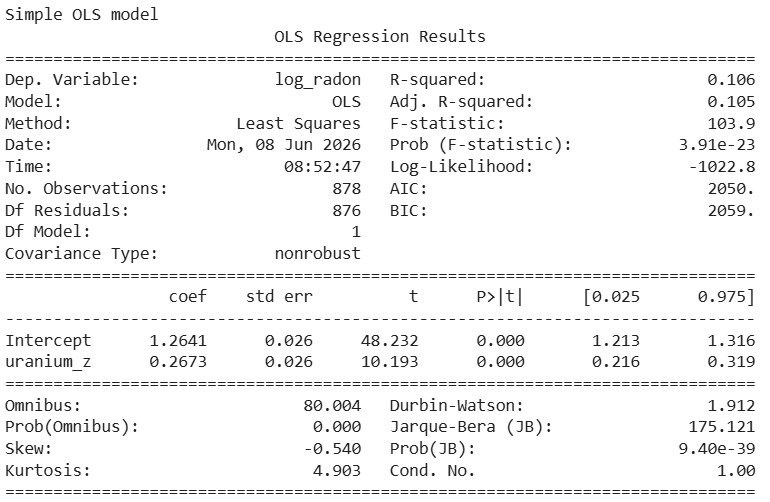 Simple OLS model
                            OLS Regression Results
==============================================================================
Dep. Variable:              log_radon   R-squared:                       0.106
Model:                            OLS   Adj. R-squared:                  0.105
Method:                 Least Squares   F-statistic:                     103.9
Date:                Mon, 08 Jun 2026   Prob (F-statistic):           3.91e-23
Time:                        08:52:47   Log-Likelihood:                -1022.8
No. Observations:                 878   AIC:                             2050.
Df Residuals:                     876   BIC:                             2059.
Df Model:                           1
Covariance Type:            nonrobust
==============================================================================
                 coef    std err          t      P>|t|      [0.025      0.975]
------------------------------------------------------------------------------
Intercept      1.2641      0.026     48.232      0.000       1.213       1.316
uranium_z      0.2673      0.026     10.193      0.000       0.216       0.319
==============================================================================
Omnibus:                       80.004   Durbin-Watson:                   1.912
Prob(Omnibus):                  0.000   Jarque-Bera (JB):              175.121
Skew:                          -0.540   Prob(JB):                     9.40e-39
Kurtosis:                       4.903   Cond. No.                         1.00
==============================================================================